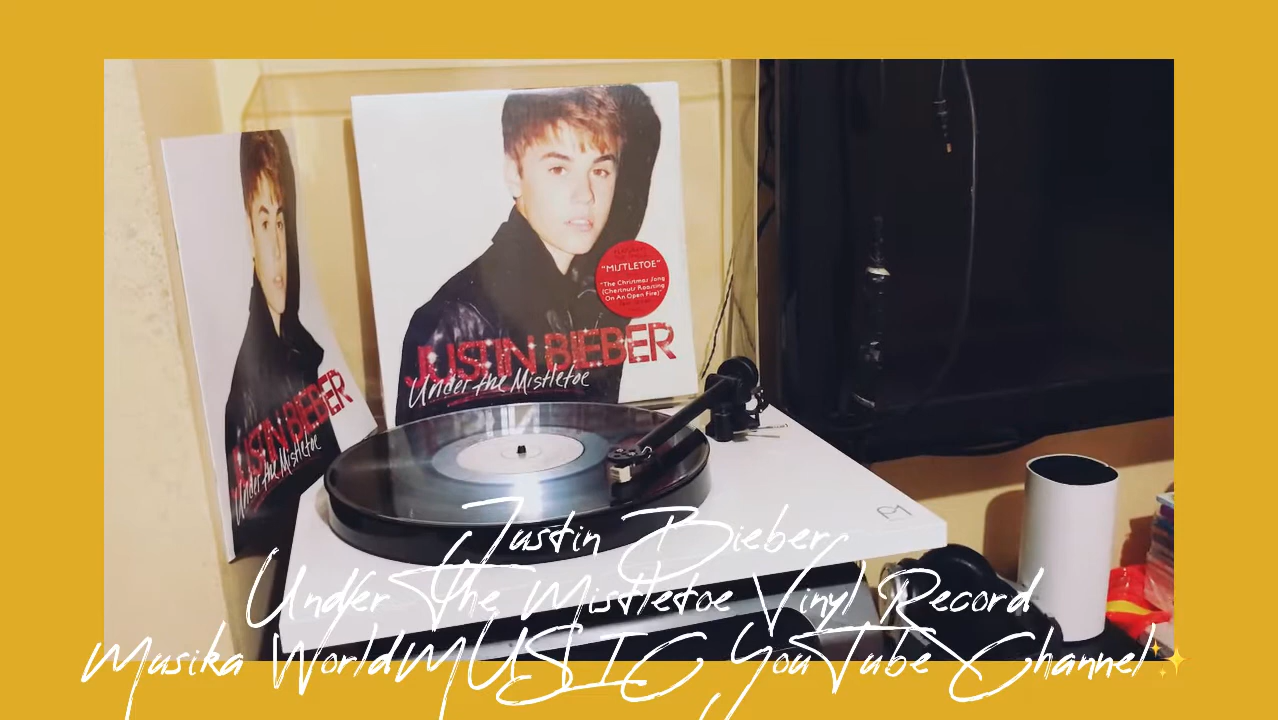 "MISTLETOE"
"The Christmas Song
(Chestnuts Roasting
On An Open Fire)"
JUSTIN BIEBER
Under the Mistletoe
JUSTIN BIEBER
Under the Mistletoe
Justin Bieber
Under The Mistletoe Vinyl Record
Musika WorldMUSIC YouTube Channel✨